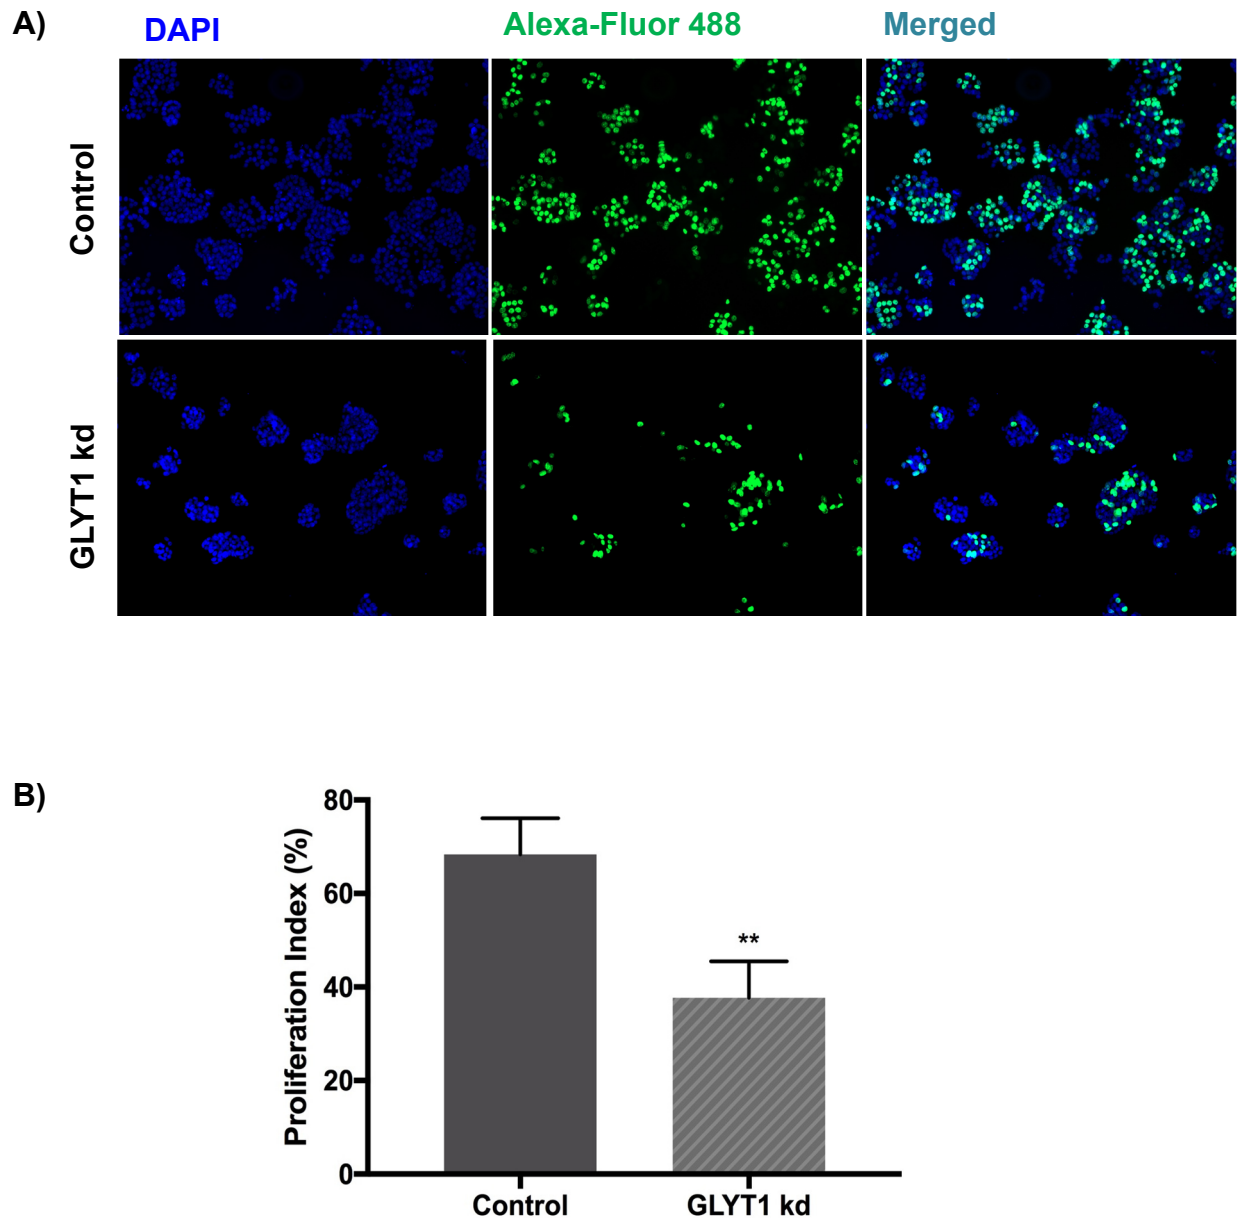 A)
DAPI
Alexa-Fluor 488
Merged
Control
GLYT1 kd
B)
Proliferation Index (%)
80
60
40
20
0
**
Control
GLYT1 kd